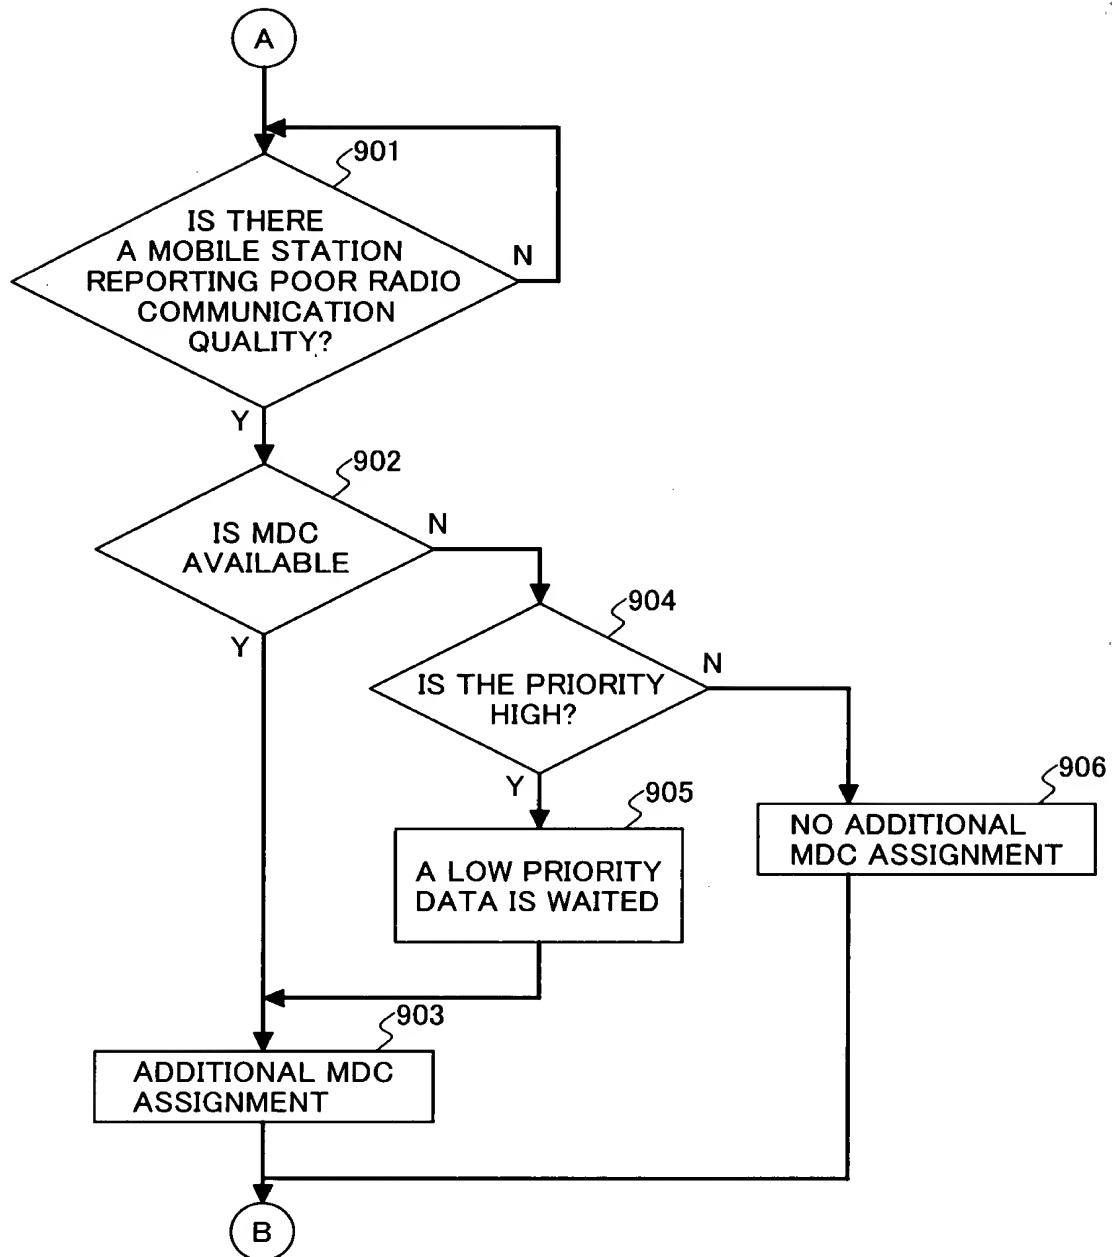 A
901
IS THERE
A MOBILE STATION
REPORTING POOR RADIO
COMMUNICATION
QUALITY?
N
Y
902
IS MDC
AVAILABLE
N
Y
904
IS THE PRIORITY
HIGH?
N
Y
905
A LOW PRIORITY
DATA IS WAITED
906
NO ADDITIONAL
MDC ASSIGNMENT
903
ADDITIONAL MDC
ASSIGNMENT
B